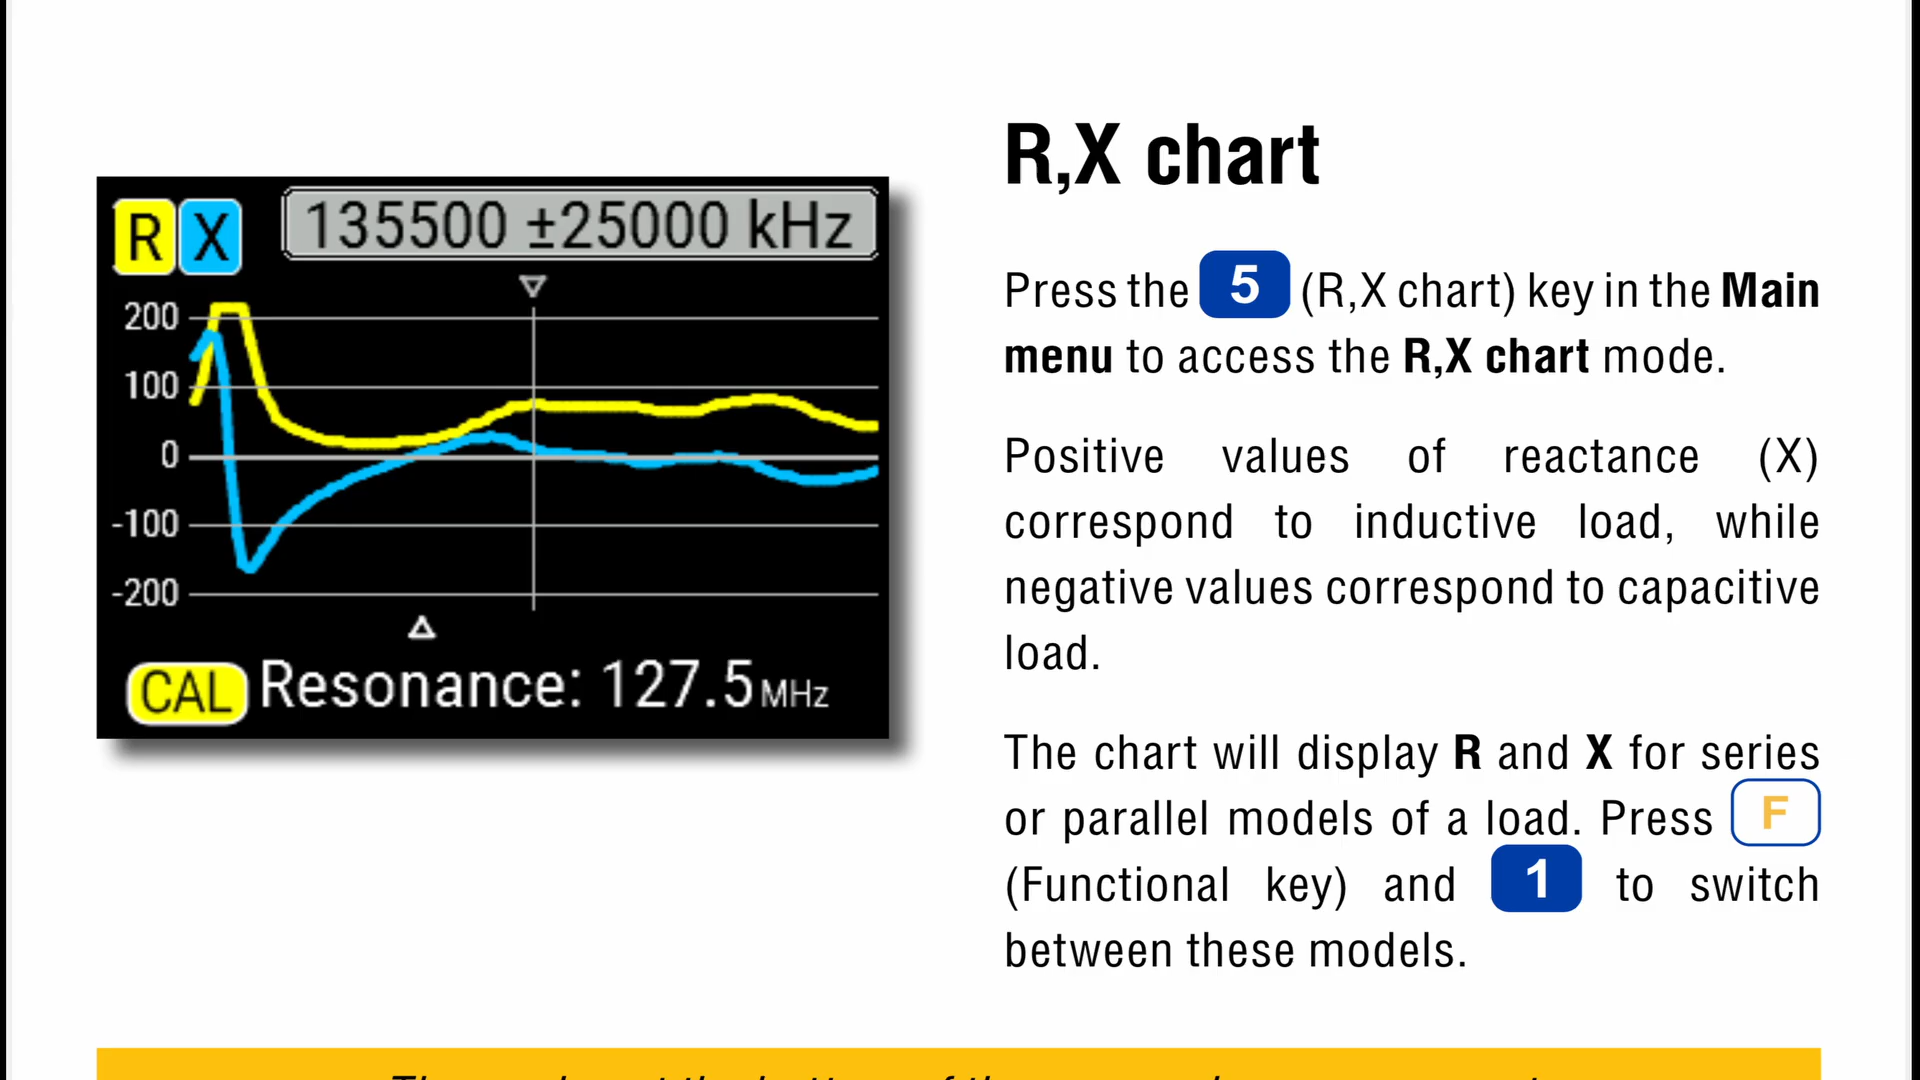 R X 135500 ±25000 kHz
200
100
0
-100
-200
CAL Resonance: 127.5 MHz
R,X chart
Press the 5 (R,X chart) key in the Main
menu to access the R,X chart mode.
Positive values of reactance (X)
correspond to inductive load, while
negative values correspond to capacitive
load.
The chart will display R and X for series
or parallel models of a load. Press F
(Functional key) and 1 to switch
between these models.